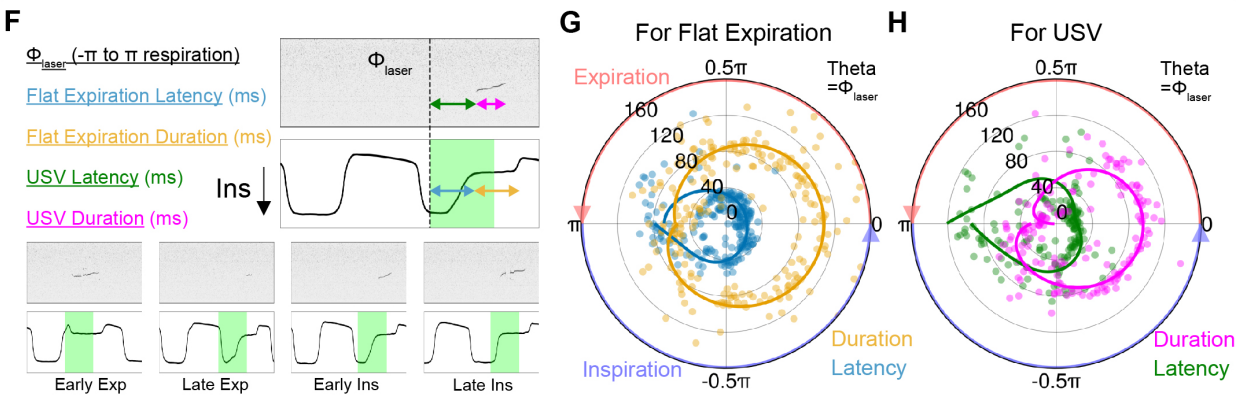 F
Φlaser (-π to π respiration)
Flat Expiration Latency (ms)
Flat Expiration Duration (ms)
USV Latency (ms)
USV Duration (ms)
Φlaser
Ins
Early Exp
Late Exp
Early Ins
Late Ins
G
For Flat Expiration
Expiration
0.5π
Theta
=Φlaser
160
120
80
40
0
π
0
Inspiration
-0.5π
Duration
Latency
H
For USV
0.5π
Theta
=Φlaser
160
120
80
40
0
π
0
-0.5π
Duration
Latency